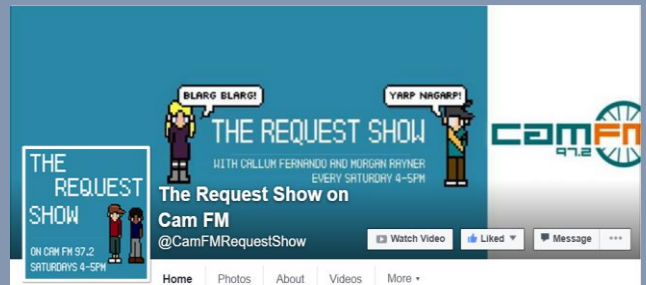 BLARG BLARG!
YARP NAGARP!
THE REQUEST SHOW
WITH CALLUM FERNANDO AND MORGAN RAYNER
EVERY SATURDAY 4-5PM
camFM
97.2
THE
REQUEST
SHOW
ON CAM FM 97.2
SATURDAYS 4-5PM
The Request Show on
Cam FM
@CamFMRequestShow
Watch Video
Liked
Message
Home Photos About Videos More